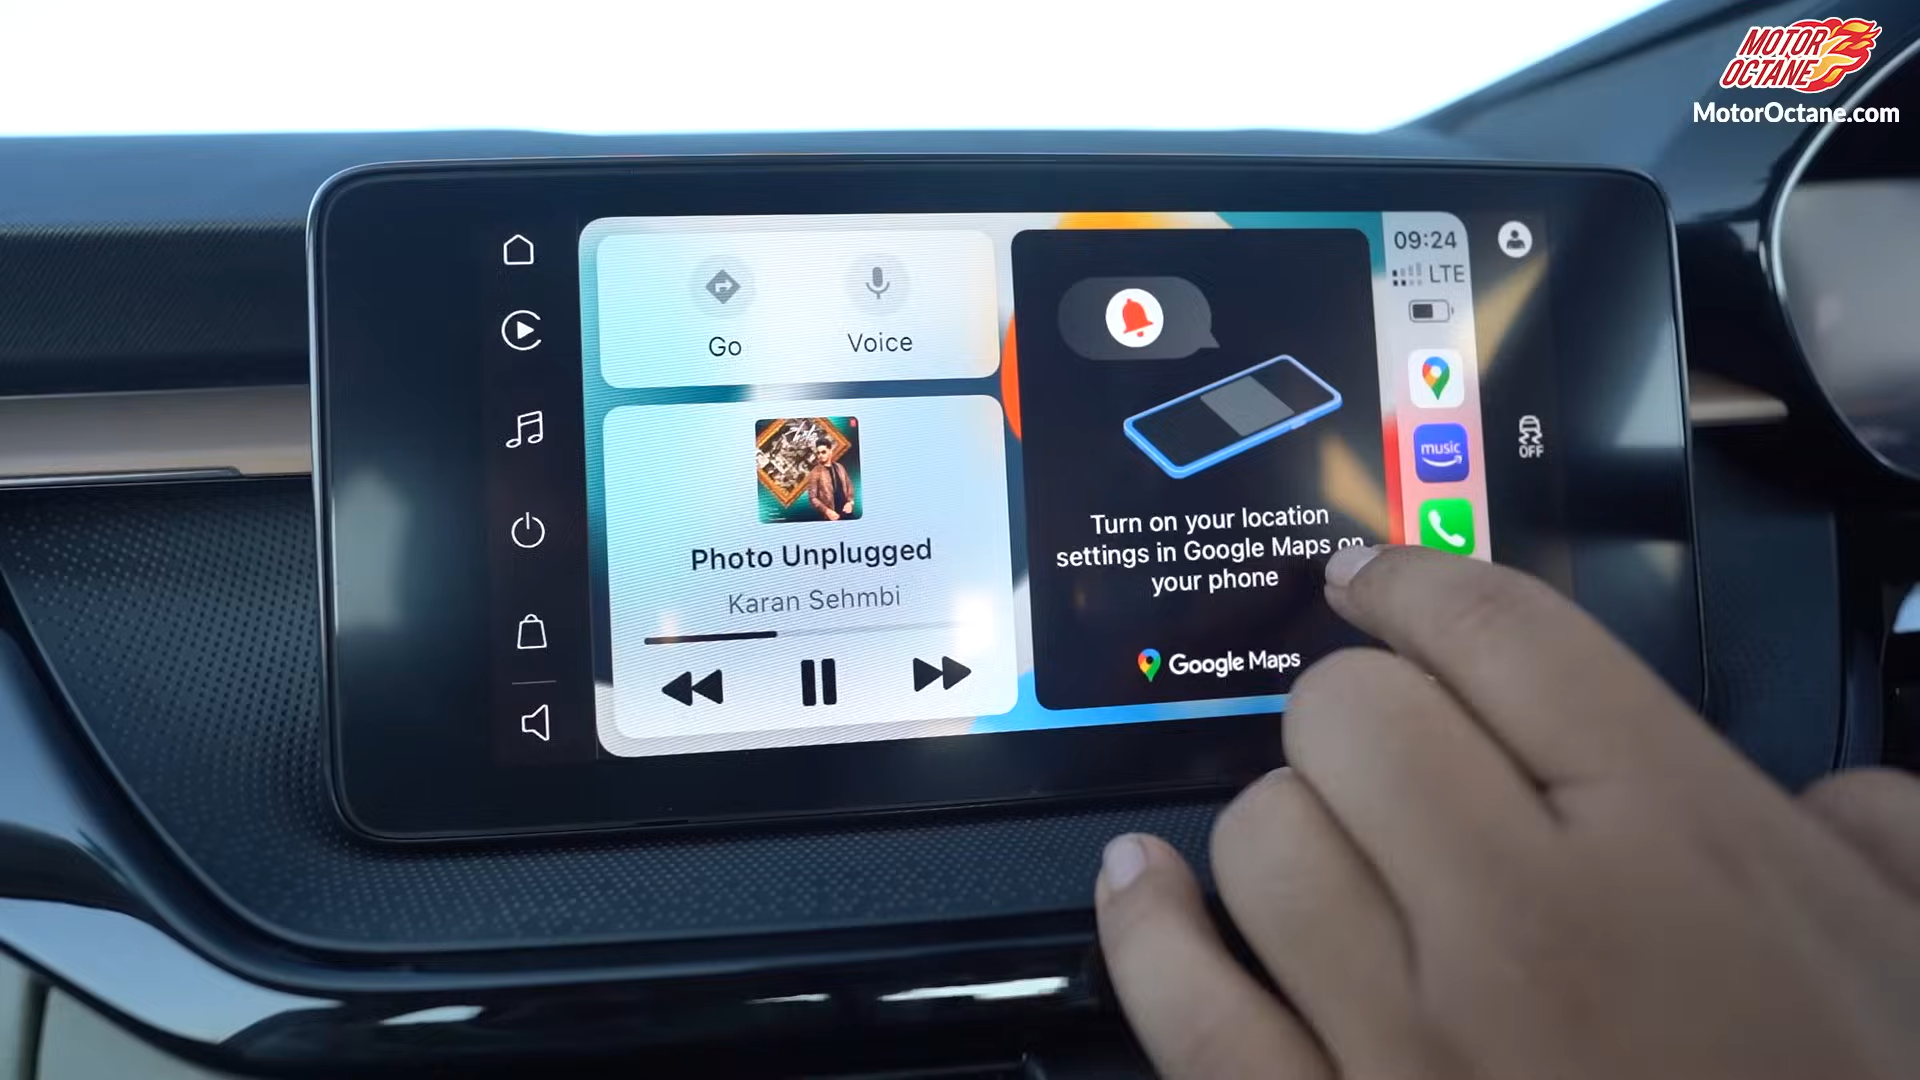 MOTOR
OCTANE
MotorOctane.com
Go
Voice
Photo Unplugged
Karan Sehmbi
Turn on your location
settings in Google Maps on
your phone
Google Maps
09:24
LTE
music
OFF